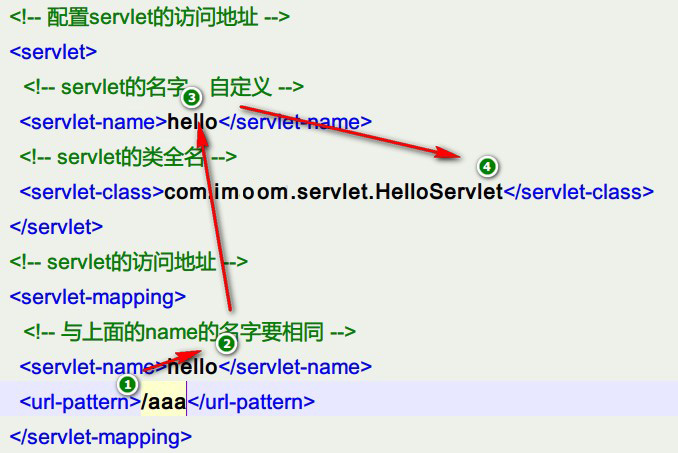 <!-- 配置servlet的访问地址 -->
<servlet>
<!-- servlet的名字 3 自定义 -->
<servlet-name>hello</servlet-name>
<!-- servlet的类全名 -->
4
<servlet-class>com.imoom.servlet.HelloServlet</servlet-class>
</servlet>
<!-- servlet的访问地址 -->
<servlet-mapping>
<!-- 与上面的name的名字要相同 -->
2
<servlet-name>hello</servlet-name>
1
<url-pattern>/aaa</url-pattern>
</servlet-mapping>